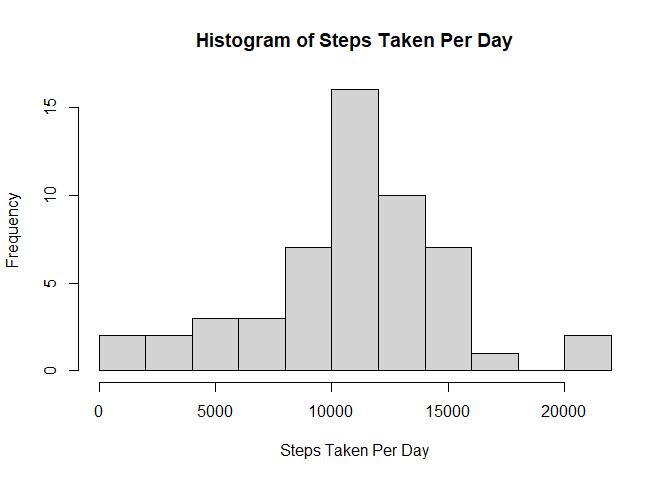 Histogram of Steps Taken Per Day
Frequency
15
10
5
0
0 5000 10000 15000 20000
Steps Taken Per Day